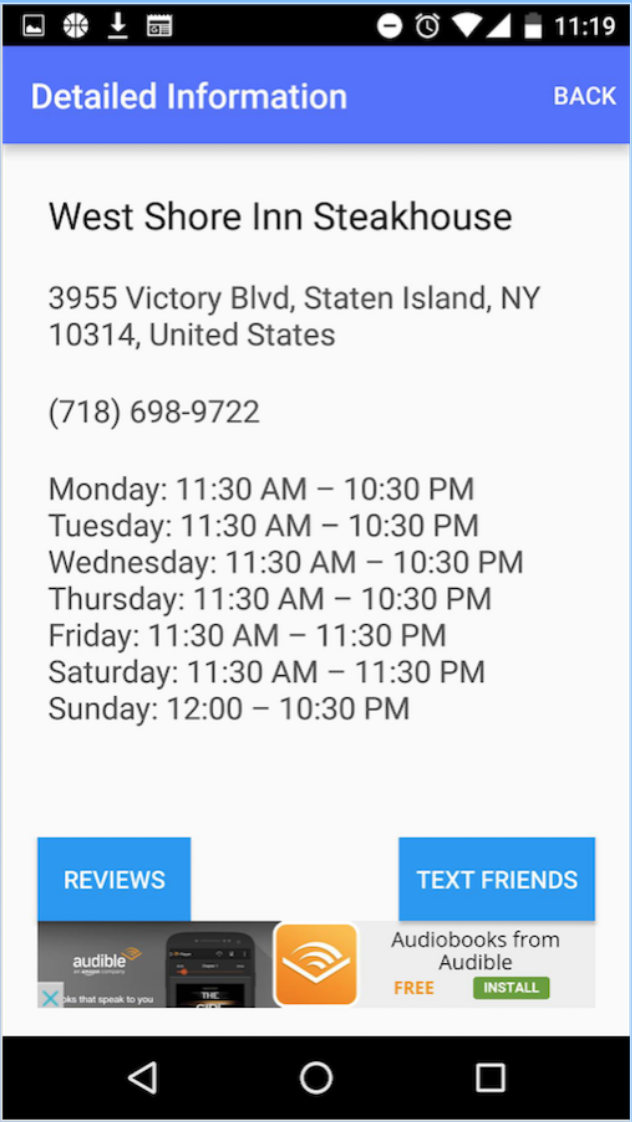 11:19
Detailed Information
BACK
West Shore Inn Steakhouse
3955 Victory Blvd, Staten Island, NY
10314, United States
(718) 698-9722
Monday: 11:30 AM – 10:30 PM
Tuesday: 11:30 AM – 10:30 PM
Wednesday: 11:30 AM – 10:30 PM
Thursday: 11:30 AM – 10:30 PM
Friday: 11:30 AM – 11:30 PM
Saturday: 11:30 AM – 11:30 PM
Sunday: 12:00 – 10:30 PM
REVIEWS
TEXT FRIENDS
audible
an amazon company
oks that speak to you
THE
Audiobooks from
Audible
FREE
INSTALL